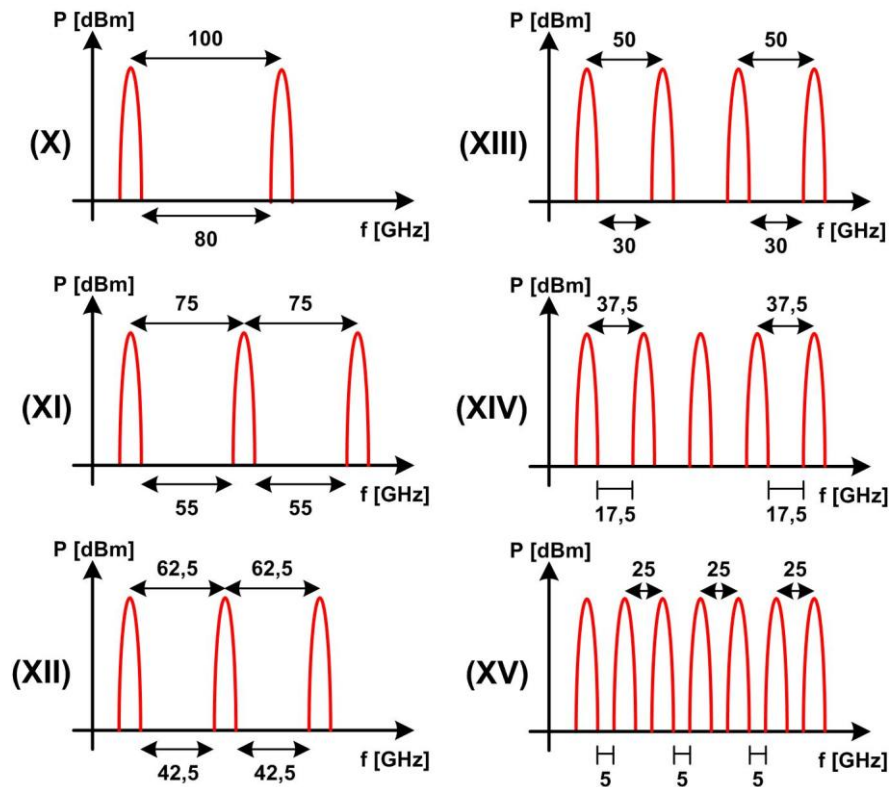 P [dBm]
100
(X)
80
f [GHz]
P [dBm]
50 50
(XIII)
30 30
f [GHz]
P [dBm]
75 75
(XI)
55 55
f [GHz]
P [dBm]
37,5 37,5
(XIV)
17,5 17,5
f [GHz]
P [dBm]
62,5 62,5
(XII)
42,5 42,5
f [GHz]
P [dBm]
25 25 25
(XV)
5 5 5
f [GHz]